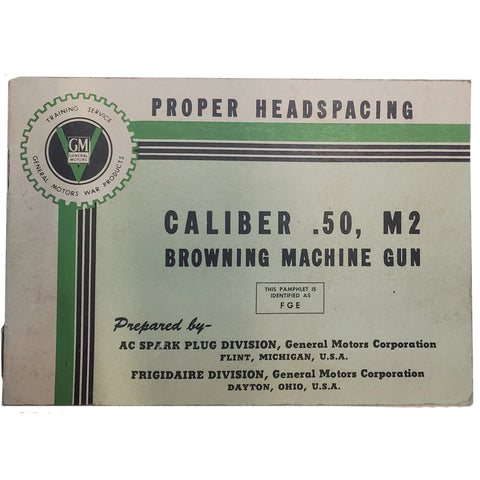 TRAINING SERVICE
GM
GENERAL
MOTORS
GENERAL MOTORS WAR PRODUCTS
PROPER HEADSPACING
CALIBER .50, M2
BROWNING MACHINE GUN
THIS PAMPHLET IS
IDENTIFIED AS
FGE
Prepared by-
AC SPARK PLUG DIVISION, General Motors Corporation
FLINT, MICHIGAN, U.S.A.
FRIGIDAIRE DIVISION, General Motors Corporation
DAYTON, OHIO, U.S.A.